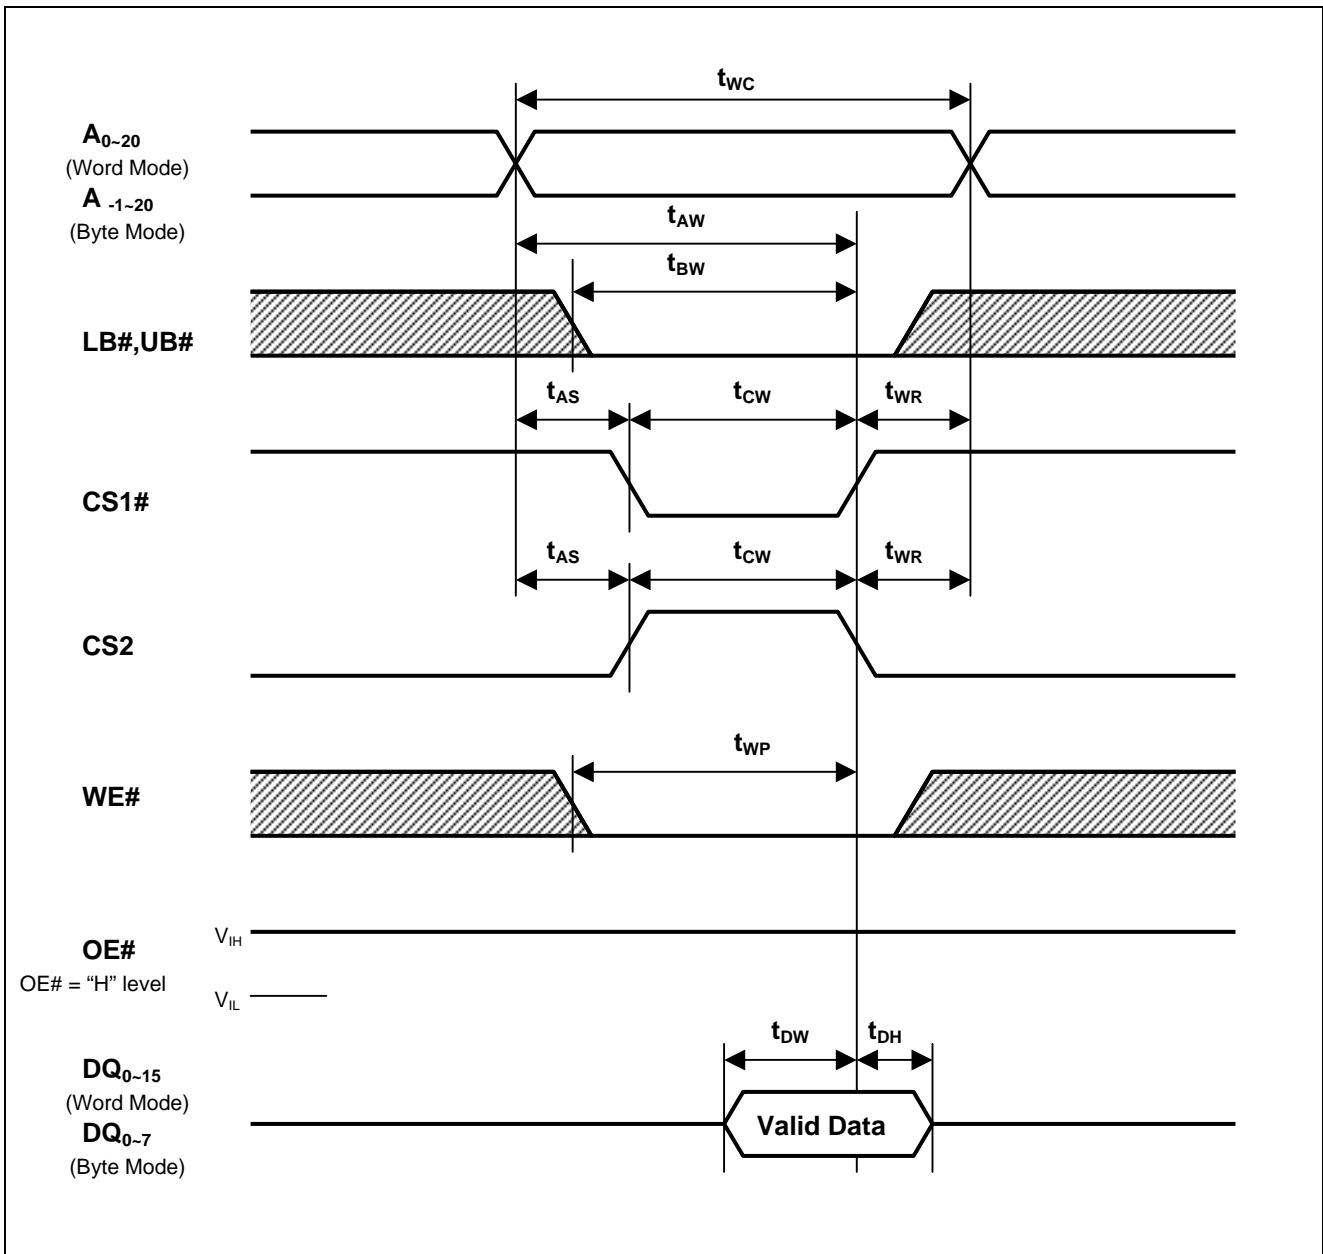 tWC
A0~20
(Word Mode)
A -1~20
(Byte Mode)
tAW
tBW
LB#,UB#
tAS tCW tWR
CS1#
tAS tCW tWR
CS2
tWP
WE#
VIH
OE#
OE# = “H” level
VIL
tDW tDH
DQ0~15
(Word Mode)
Valid Data
DQ0~7
(Byte Mode)